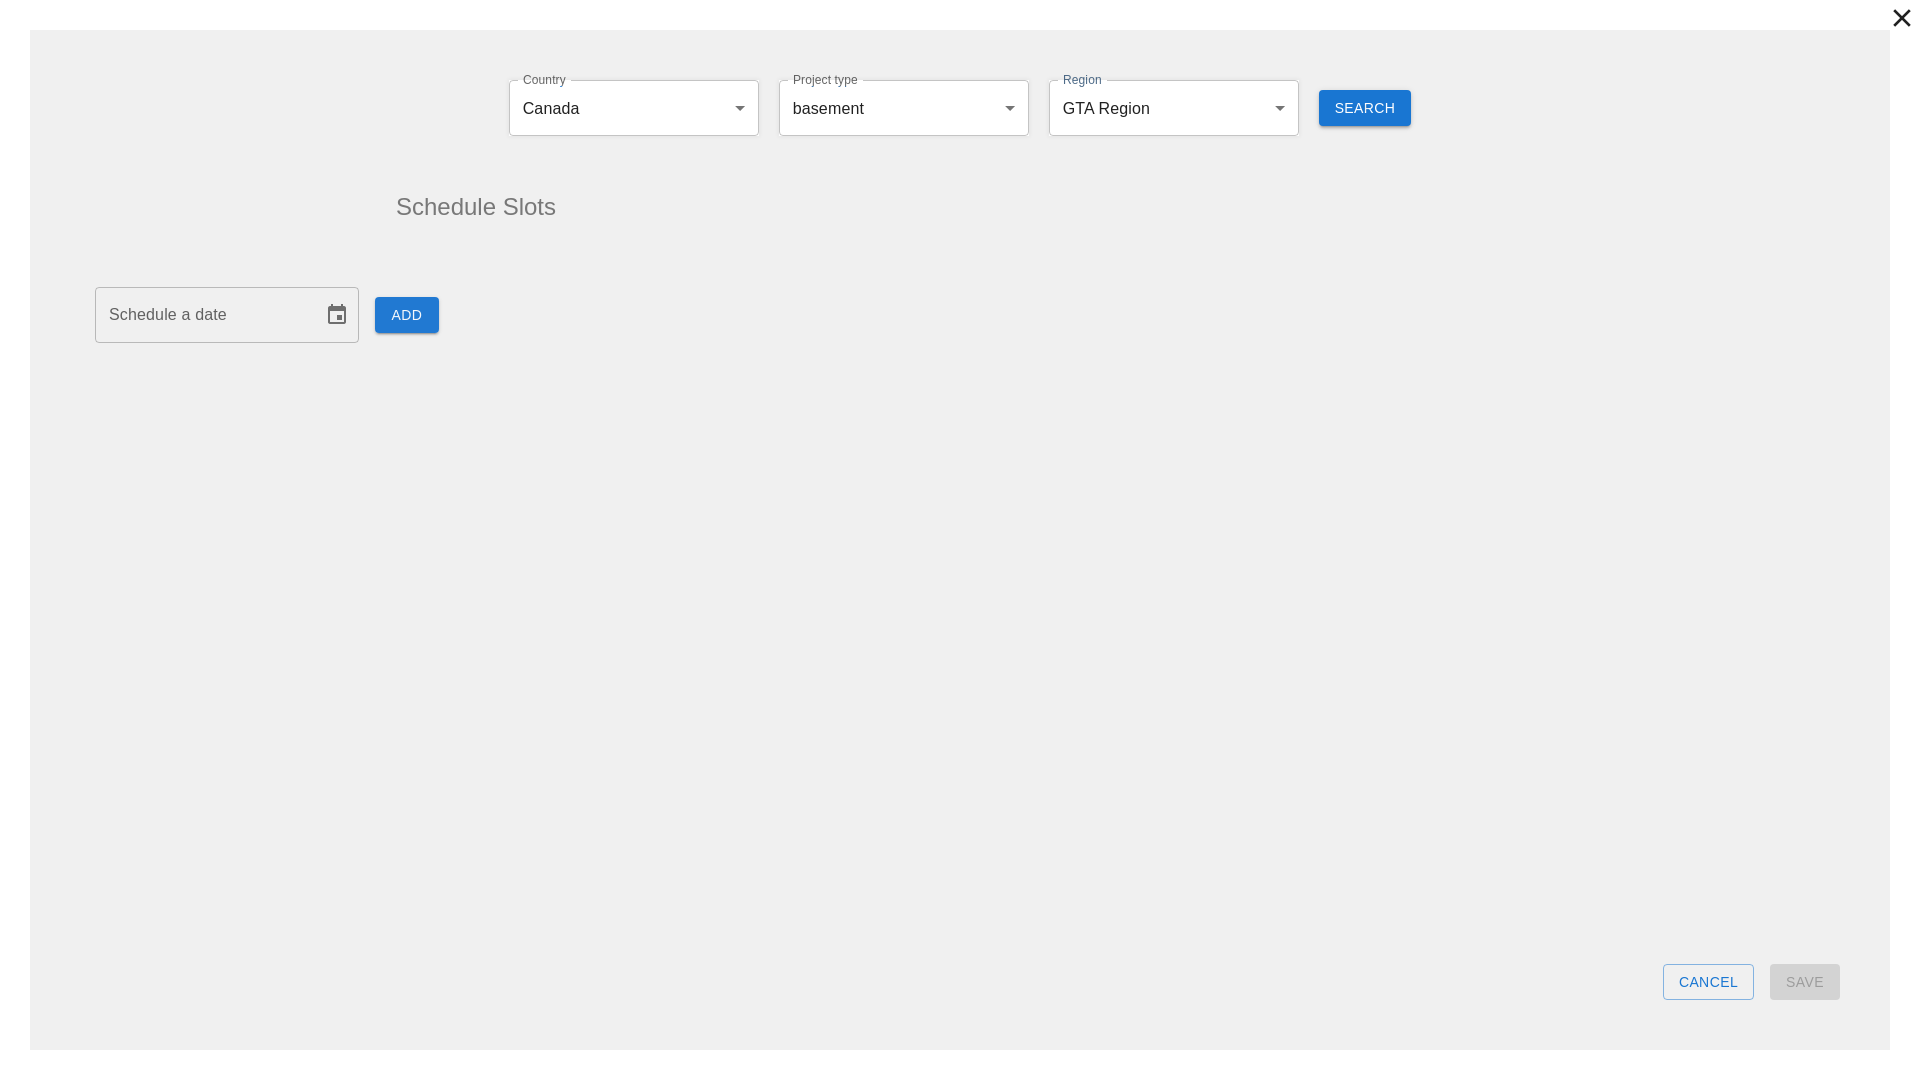 Country
Canada
Project type
basement
Region
GTA Region
SEARCH
Schedule Slots
Schedule a date
ADD
CANCEL
SAVE